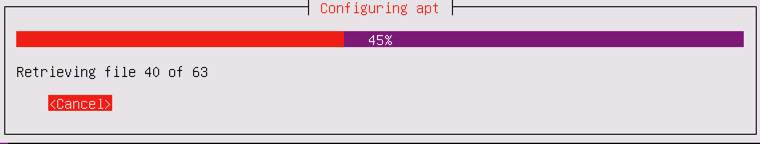 Configuring apt
45%
Retrieving file 40 of 63
<Cancel>